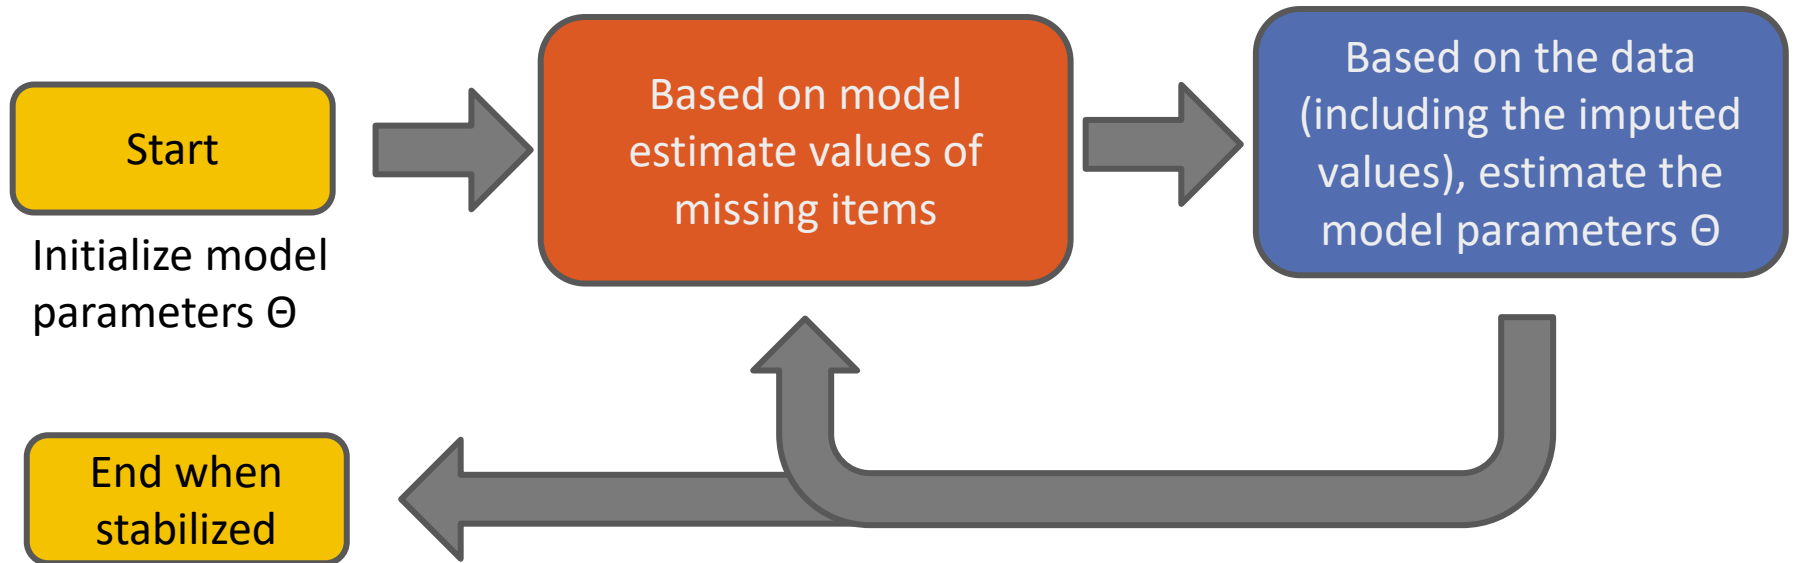 Start
Initialize model
parameters Θ
Based on model
estimate values of
missing items
Based on the data
(including the imputed
values), estimate the
model parameters Θ
End when
stabilized